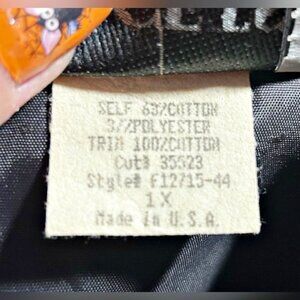 SELF 63%COTTON
37%POLYESTER
TRIM 100%COTTON
Cut# 35523
Style# F12715-44
1X
Made in U.S.A.